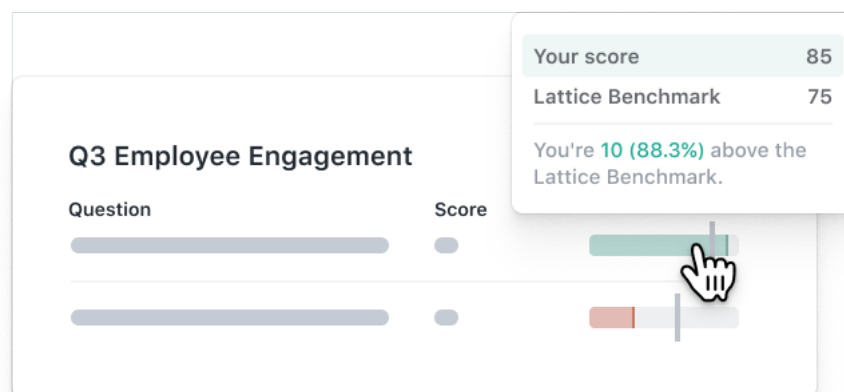 Your score 85
Lattice Benchmark 75
You're 10 (88.3%) above the
Lattice Benchmark.
Q3 Employee Engagement
Question Score